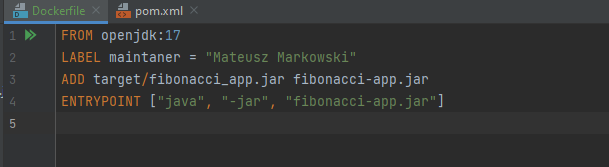 Dockerfile pom.xml
1 FROM openjdk:17
2 LABEL maintaner = "Mateusz Markowski"
3 ADD target/fibonacci_app.jar fibonacci-app.jar
4 ENTRYPOINT ["java", "-jar", "fibonacci-app.jar"]
5